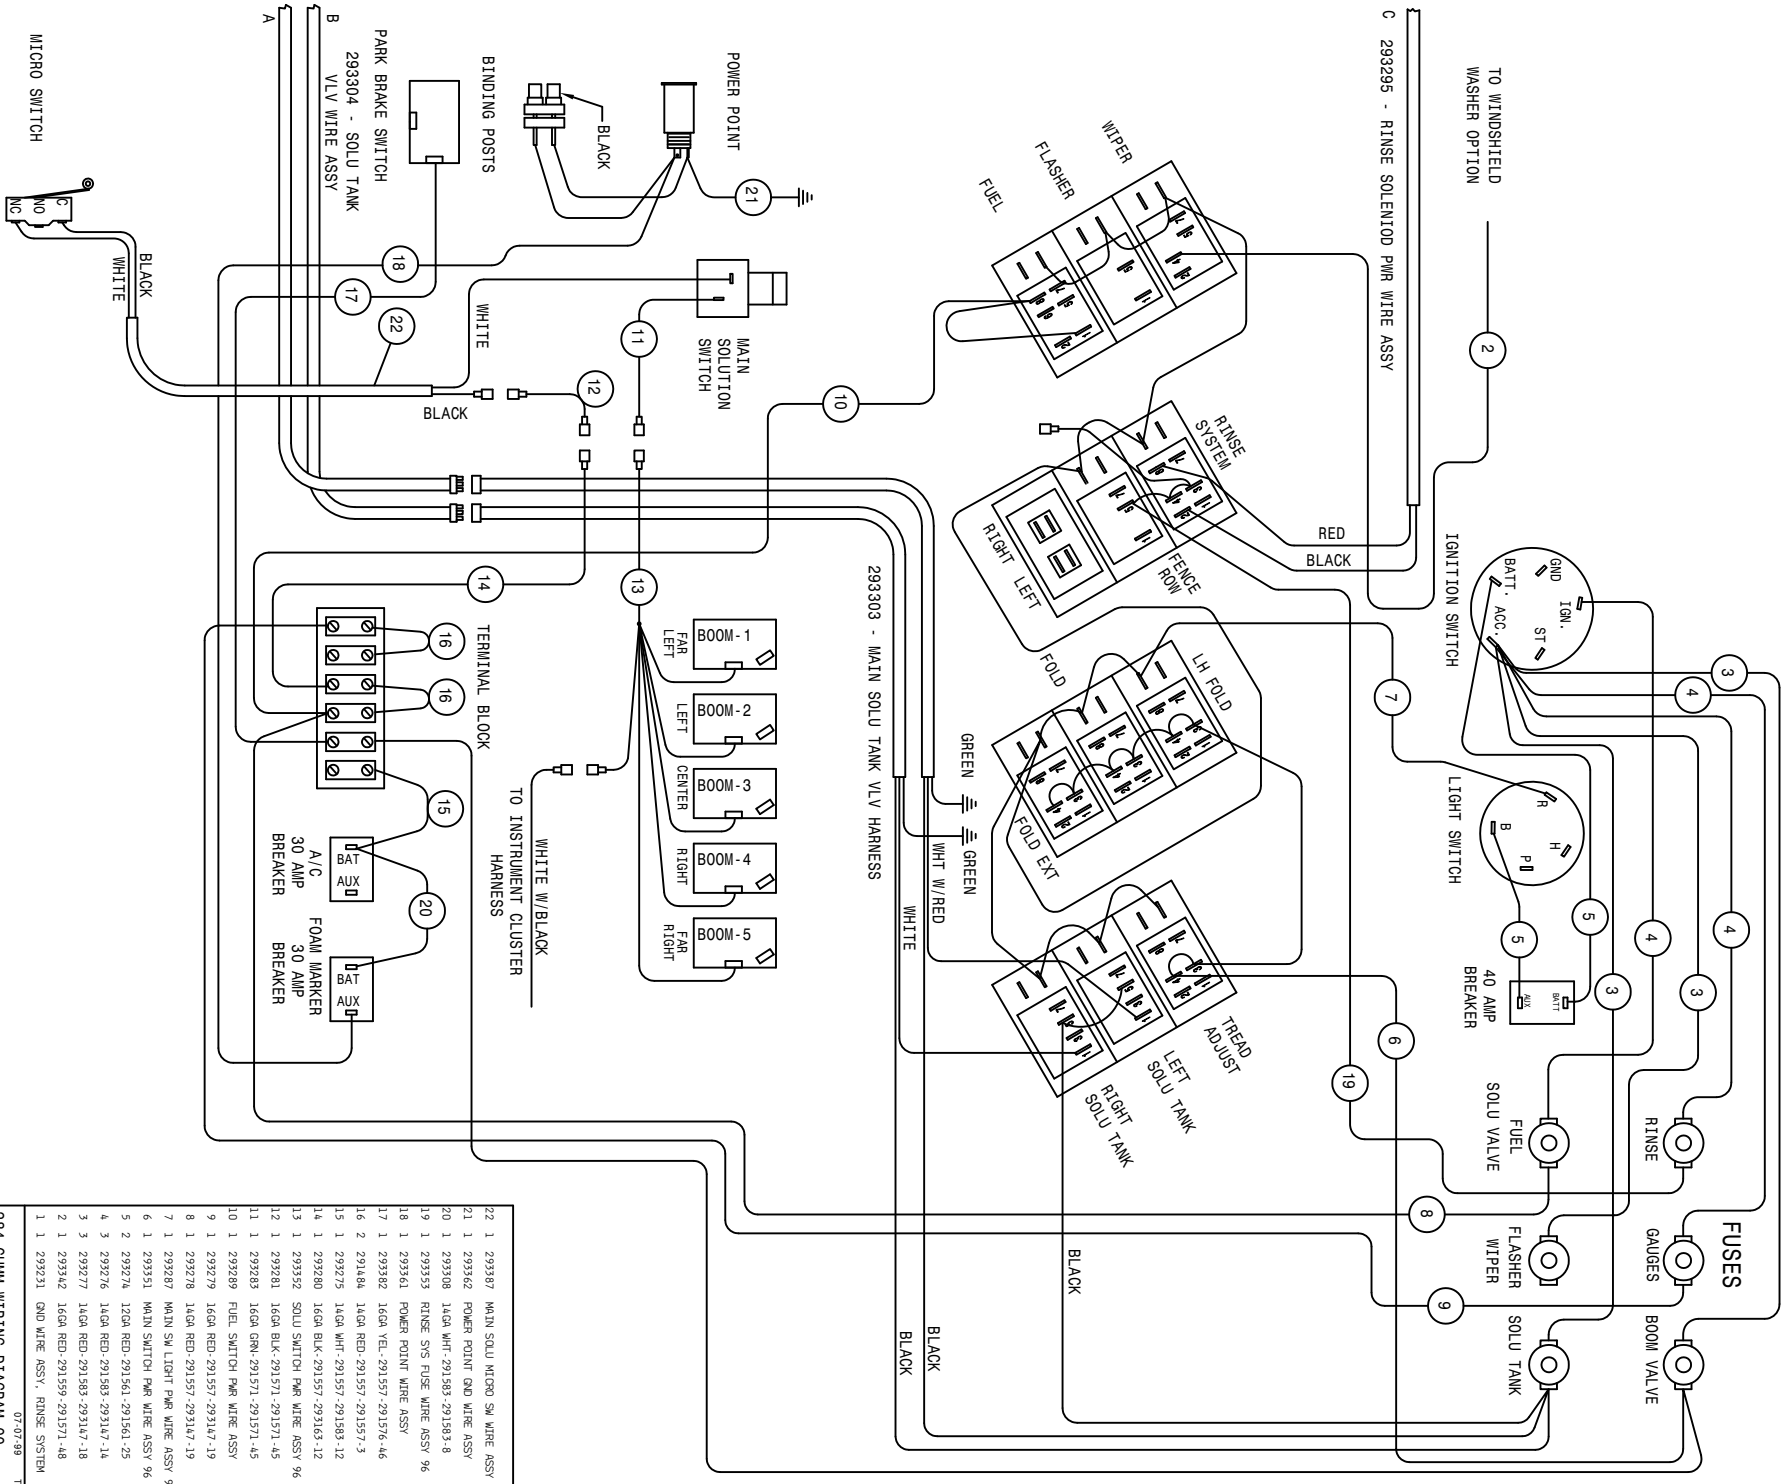 C 293295 - RINSE SOLENIOD PWR WIRE ASSY
TO WINDSHIELD
WASHER OPTION
2
A
B
293304 - SOLU TANK
VLV WIRE ASSY
PARK BRAKE SWITCH
MICRO SWITCH
NC
NO
C
BLACK
WHITE
BINDING POSTS
BLACK
POWER POINT
21
18
17
22
WHITE
BLACK
MAIN
SOLUTION
SWITCH
11
12
10
13
14
WIPER
FLASHER
FUEL
RINSE
SYSTEM
FENCE
ROW
RIGHT
LEFT
RED
BLACK
LH FOLD
FOLD
FOLD EXT
TREAD
ADJUST
LEFT
SOLU TANK
RIGHT
SOLU TANK
IGNITION SWITCH
GND
IGN.
BATT.
ACC.
ST
LIGHT SWITCH
R
B
H
P
40 AMP
BREAKER
BATT
AUX
3
4
4
3
3
4
5
5
7
6
19
293303 - MAIN SOLU TANK VLV HARNESS
GREEN
GREEN
WHT W/RED
WHITE
BLACK
BLACK
BLACK
BOOM-1
FAR
LEFT
BOOM-2
LEFT
BOOM-3
CENTER
BOOM-4
RIGHT
BOOM-5
FAR
RIGHT
WHITE W/BLACK
TO INSTRUMENT CLUSTER
HARNESS
TERMINAL BLOCK
16
16
15
20
A/C
30 AMP
BREAKER
BAT
AUX
FOAM MARKER
30 AMP
BREAKER
BAT
AUX
8
9
FUSES
RINSE
GAUGES
BOOM VALVE
FUEL
SOLU VALVE
FLASHER
WIPER
SOLU TANK
22 1 293387 MAIN SOLU MICRO SW WIRE ASSY
21 1 293362 POWER POINT GND WIRE ASSY
20 1 293308 14GA WHT-291583-291583-8
19 1 293353 RINSE SYS FUSE WIRE ASSY 96
18 1 293361 POWER POINT WIRE ASSY
17 1 293382 16GA YEL-291557-291576-46
16 2 291484 14GA RED-291557-291557-3
15 1 293275 14GA WHT-291557-291583-12
14 1 293280 16GA BLK-291557-293163-12
13 1 293352 SOLU SWITCH PWR WIRE ASSY 96
12 1 293281 16GA BLK-291571-291571-45
11 1 293283 16GA GRN-291571-291571-45
10 1 293289 FUEL SWITCH PWR WIRE ASSY
9 1 293279 16GA RED-291557-293147-19
8 1 293278 14GA RED-291557-293147-19
7 1 293287 MAIN SW LIGHT PWR WIRE ASSY 9
6 1 293351 MAIN SWITCH PWR WIRE ASSY 96
5 2 293274 12GA RED-291561-291561-25
4 3 293276 14GA RED-291583-293147-14
3 3 293277 14GA RED-291583-293147-18
2 1 293342 16GA RED-291559-291571-48
1 1 293231 GND WIRE ASSY, RINSE SYSTEM
07-07-99